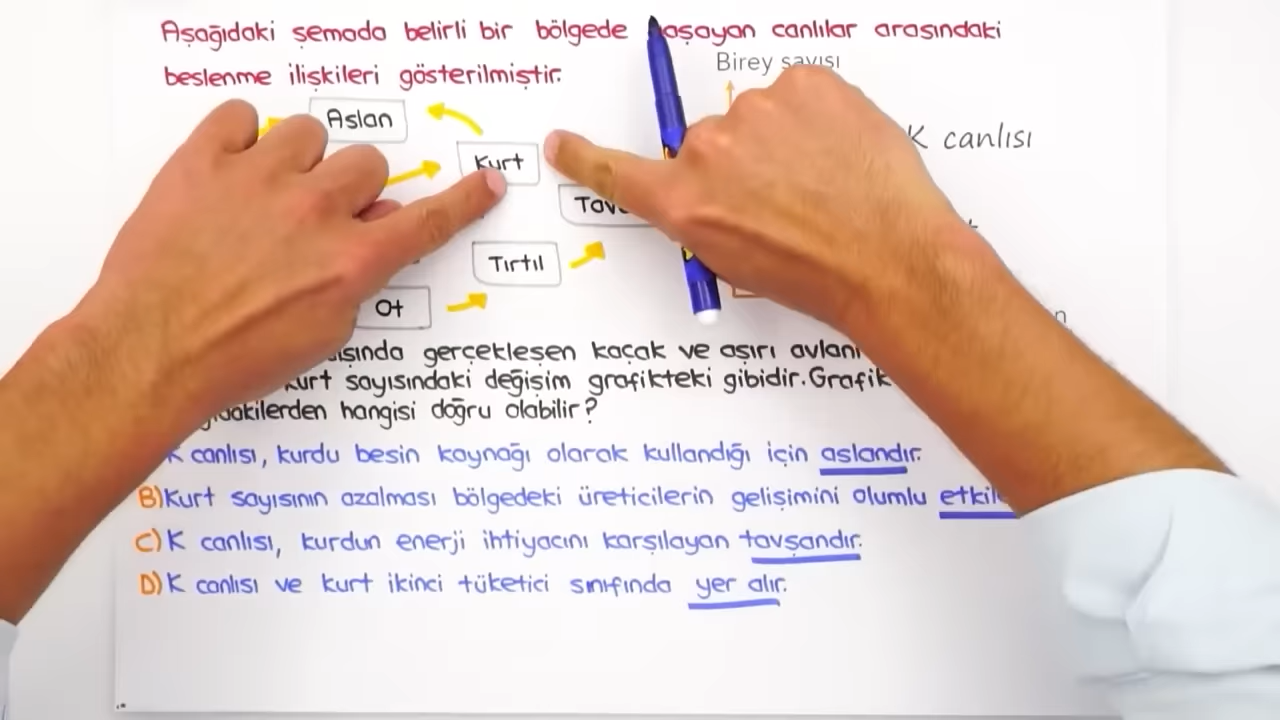 Aşağıdaki şemada belirli bir bölgede yaşayan canlılar arasındaki
beslenme ilişkileri gösterilmiştir.
Birey sayısı
Aslan
K canlısı
Kurt
Tırtıl
Ot
gerçekleşen kaçak ve aşırı
kurt sayısındaki değişim grafikteki gibidir. Grafik
hangisi doğru olabilir?
K canlısı, kurdu besin kaynağı olarak kullandığı için aslandır.
B) Kurt sayısının azalması bölgedeki üreticilerin gelişimini olumlu
C) K canlısı, kurdun enerji ihtiyacını karşılayan tavşandır.
D) K canlısı ve kurt ikinci tüketici sınıfında yer alır.